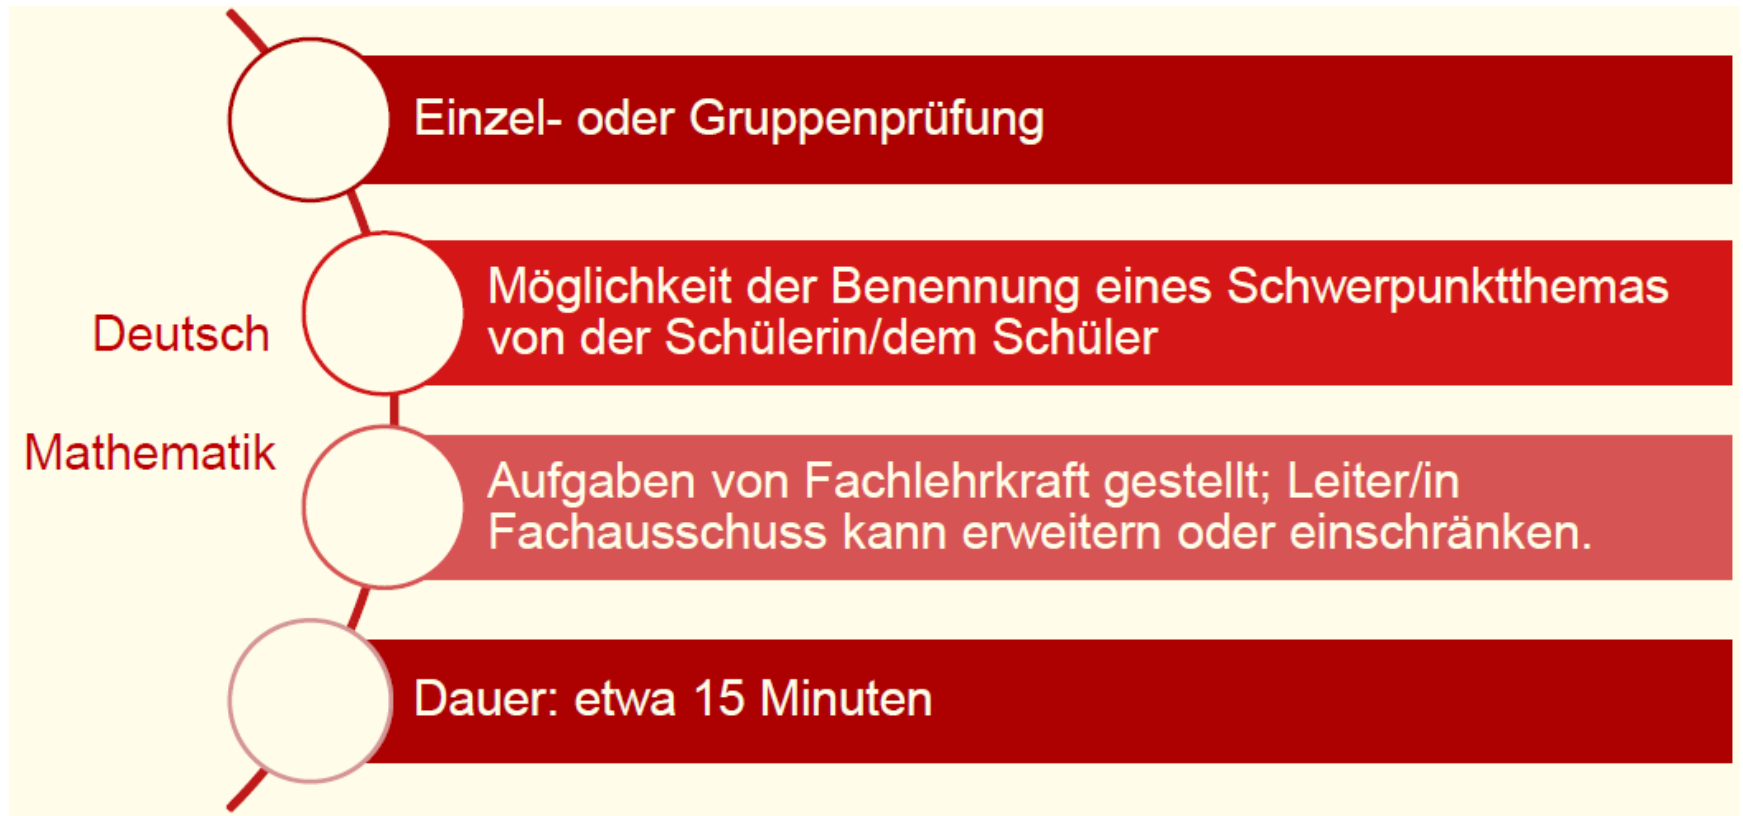 Einzel- oder Gruppenprüfung
Möglichkeit der Benennung eines Schwerpunktthemas
von der Schülerin/dem Schüler
Deutsch
Mathematik
Aufgaben von Fachlehrkraft gestellt; Leiter/in
Fachausschuss kann erweitern oder einschränken.
Dauer: etwa 15 Minuten